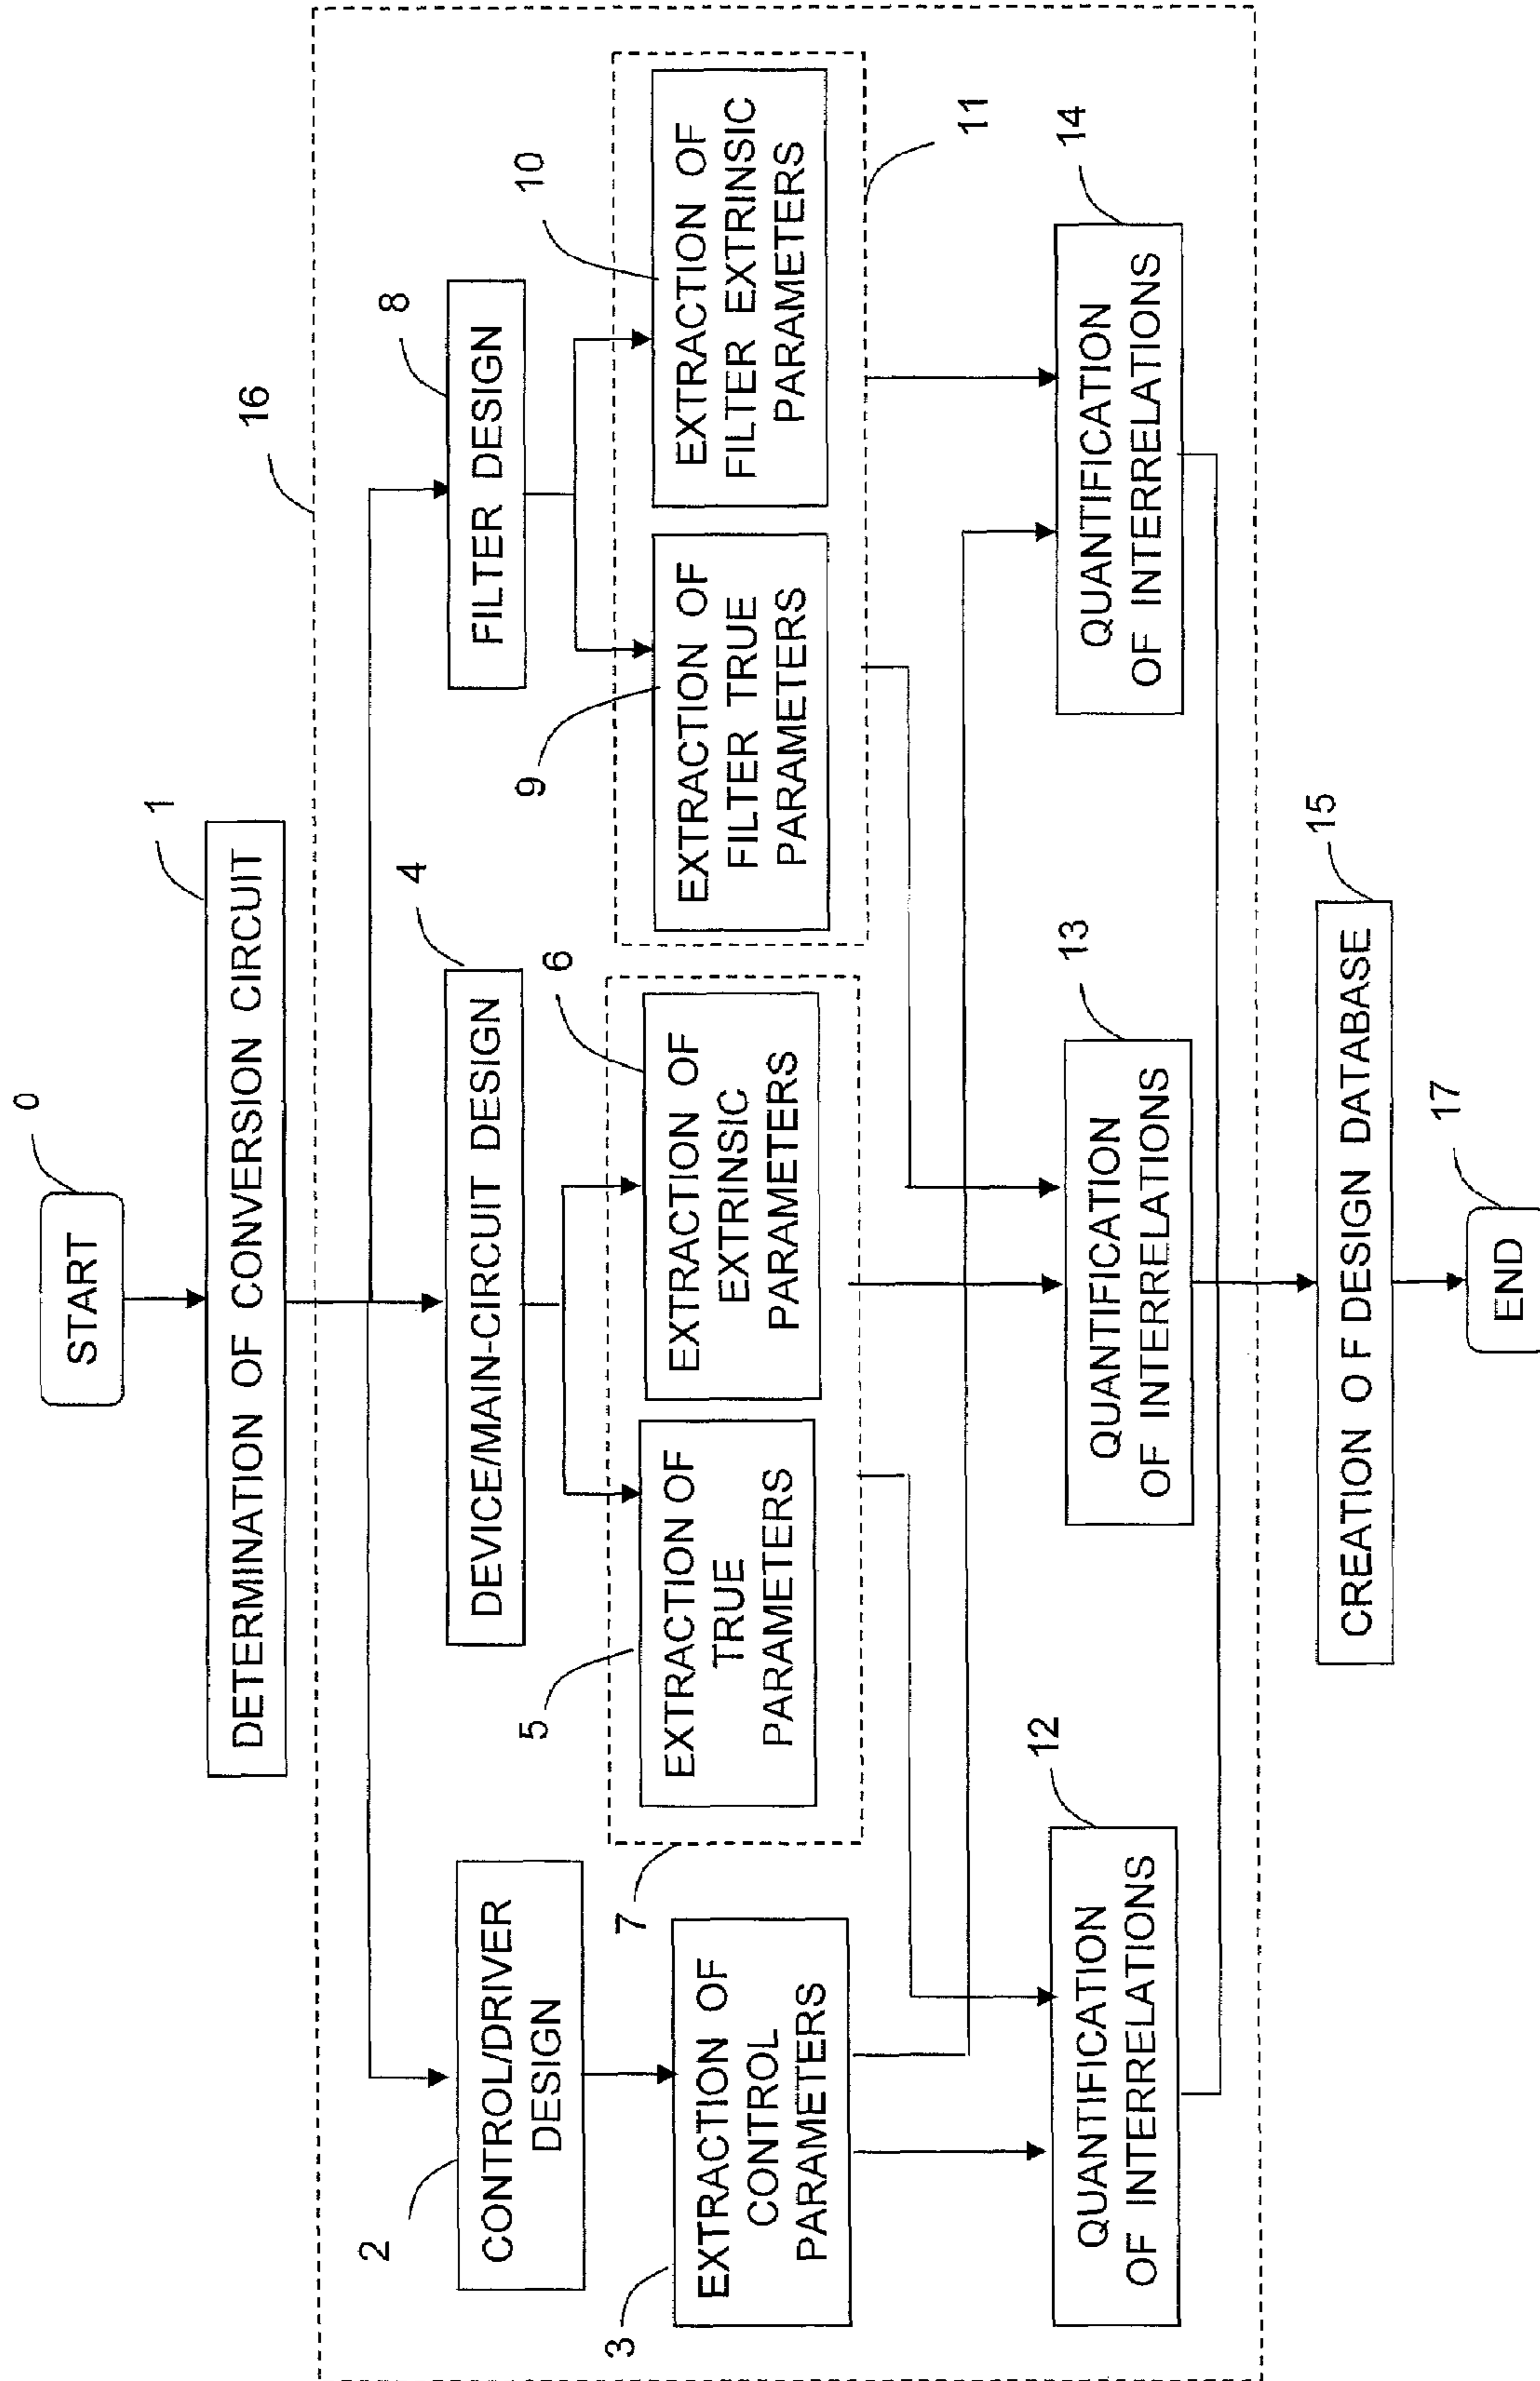 0
START
1
DETERMINATION OF CONVERSION CIRCUIT
16
2
CONTROL/DRIVER
DESIGN
4
DEVICE/MAIN-CIRCUIT DESIGN
8
FILTER DESIGN
3
EXTRACTION OF
CONTROL
PARAMETERS
7
5
EXTRACTION OF
TRUE
PARAMETERS
6
EXTRACTION OF
EXTRINSIC
PARAMETERS
9
EXTRACTION OF
FILTER TRUE
PARAMETERS
10
EXTRACTION OF
FILTER EXTRINSIC
PARAMETERS
11
12
QUANTIFICATION
OF INTERRELATIONS
13
QUANTIFICATION
OF INTERRELATIONS
14
QUANTIFICATION
OF INTERRELATIONS
15
CREATION O F DESIGN DATABASE
17
END